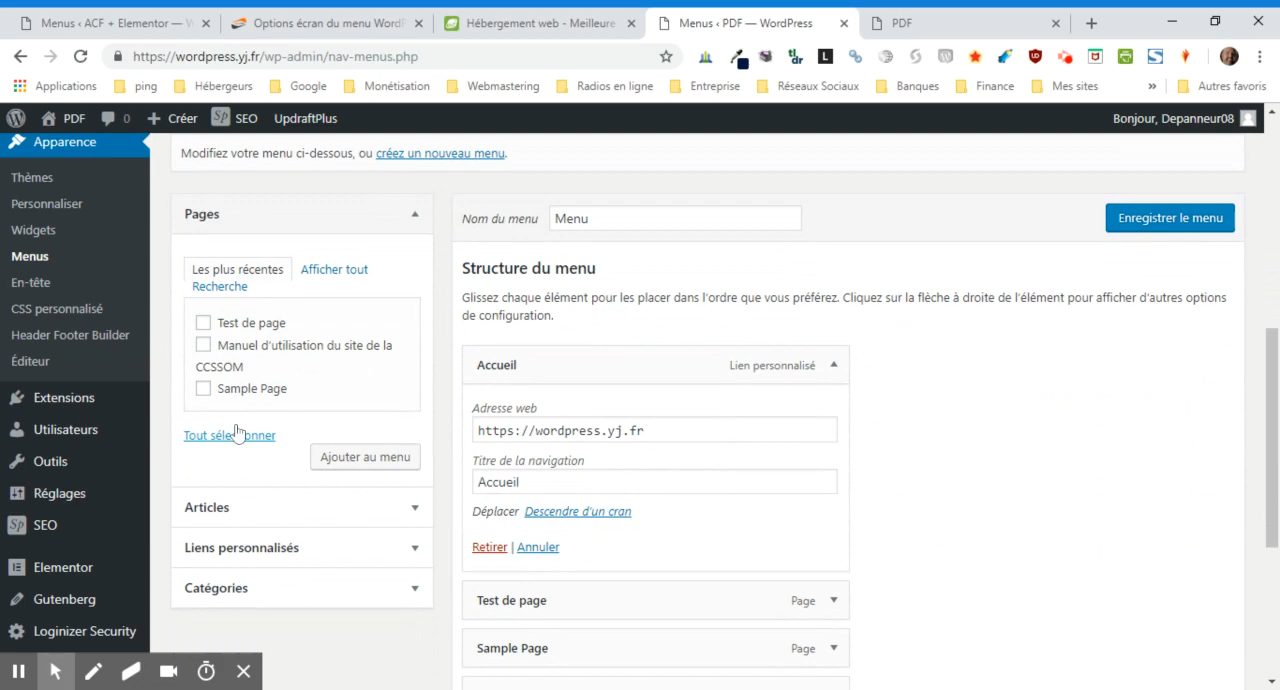 Menus ‹ ACF + Elementor — W
Options écran du menu WordP
Hébergement web - Meilleure
Menus ‹ PDF — WordPress
PDF
https://wordpress.yj.fr/wp-admin/nav-menus.php
Applications
ping
Hébergeurs
Google
Monétisation
Webmastering
Radios en ligne
Entreprise
Réseaux Sociaux
Banques
Finance
Mes sites
»
Autres favoris
PDF
0
Créer
SEO
UpdraftPlus
Bonjour, Depanneur08
Apparence
Thèmes
Personnaliser
Widgets
Menus
En-tête
CSS personnalisé
Header Footer Builder
Éditeur
Extensions
Utilisateurs
Outils
Réglages
SEO
Elementor
Gutenberg
Loginizer Security
Modifiez votre menu ci-dessous, ou créez un nouveau menu.
Pages
Les plus récentes
Afficher tout
Recherche
Test de page
Manuel d'utilisation du site de la
CCSSOM
Sample Page
Tout sélectionner
Ajouter au menu
Articles
Liens personnalisés
Catégories
Nom du menu
Menu
Enregistrer le menu
Structure du menu
Glissez chaque élément pour les placer dans l'ordre que vous préférez. Cliquez sur la flèche à droite de l'élément pour afficher d'autres options
de configuration.
Accueil
Lien personnalisé
Adresse web
https://wordpress.yj.fr
Titre de la navigation
Accueil
Déplacer Descendre d'un cran
Retirer | Annuler
Test de page
Page
Sample Page
Page